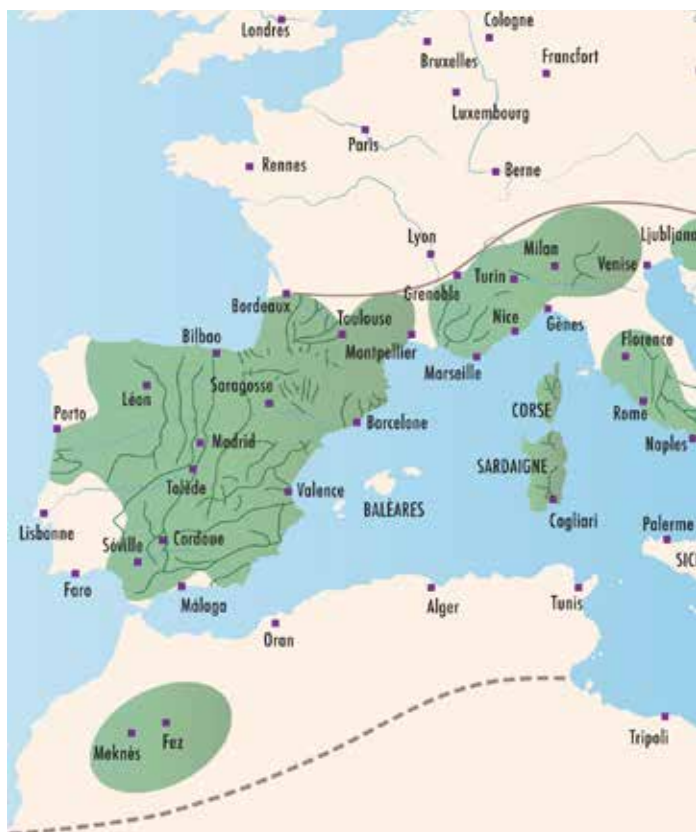 Londres
Cologne
Bruxelles
Francfort
Luxembourg
Paris
Rennes
Berne
Lyon
Milan
Ljubljana
Turin
Venise
Grenoble
Bordeaux
Toulouse
Nice
Gènes
Bilbao
Montpellier
Marseille
Florence
Léon
Saragosse
CORSE
Rome
Porto
Barcelone
Madrid
SARDAIGNE
Naples
Tolède
Valence
BALÉARES
Lisbonne
Cordoue
Cagliari
Palerme
Séville
SICI
Faro
Málaga
Alger
Tunis
Oran
Fez
Meknès
Tripoli